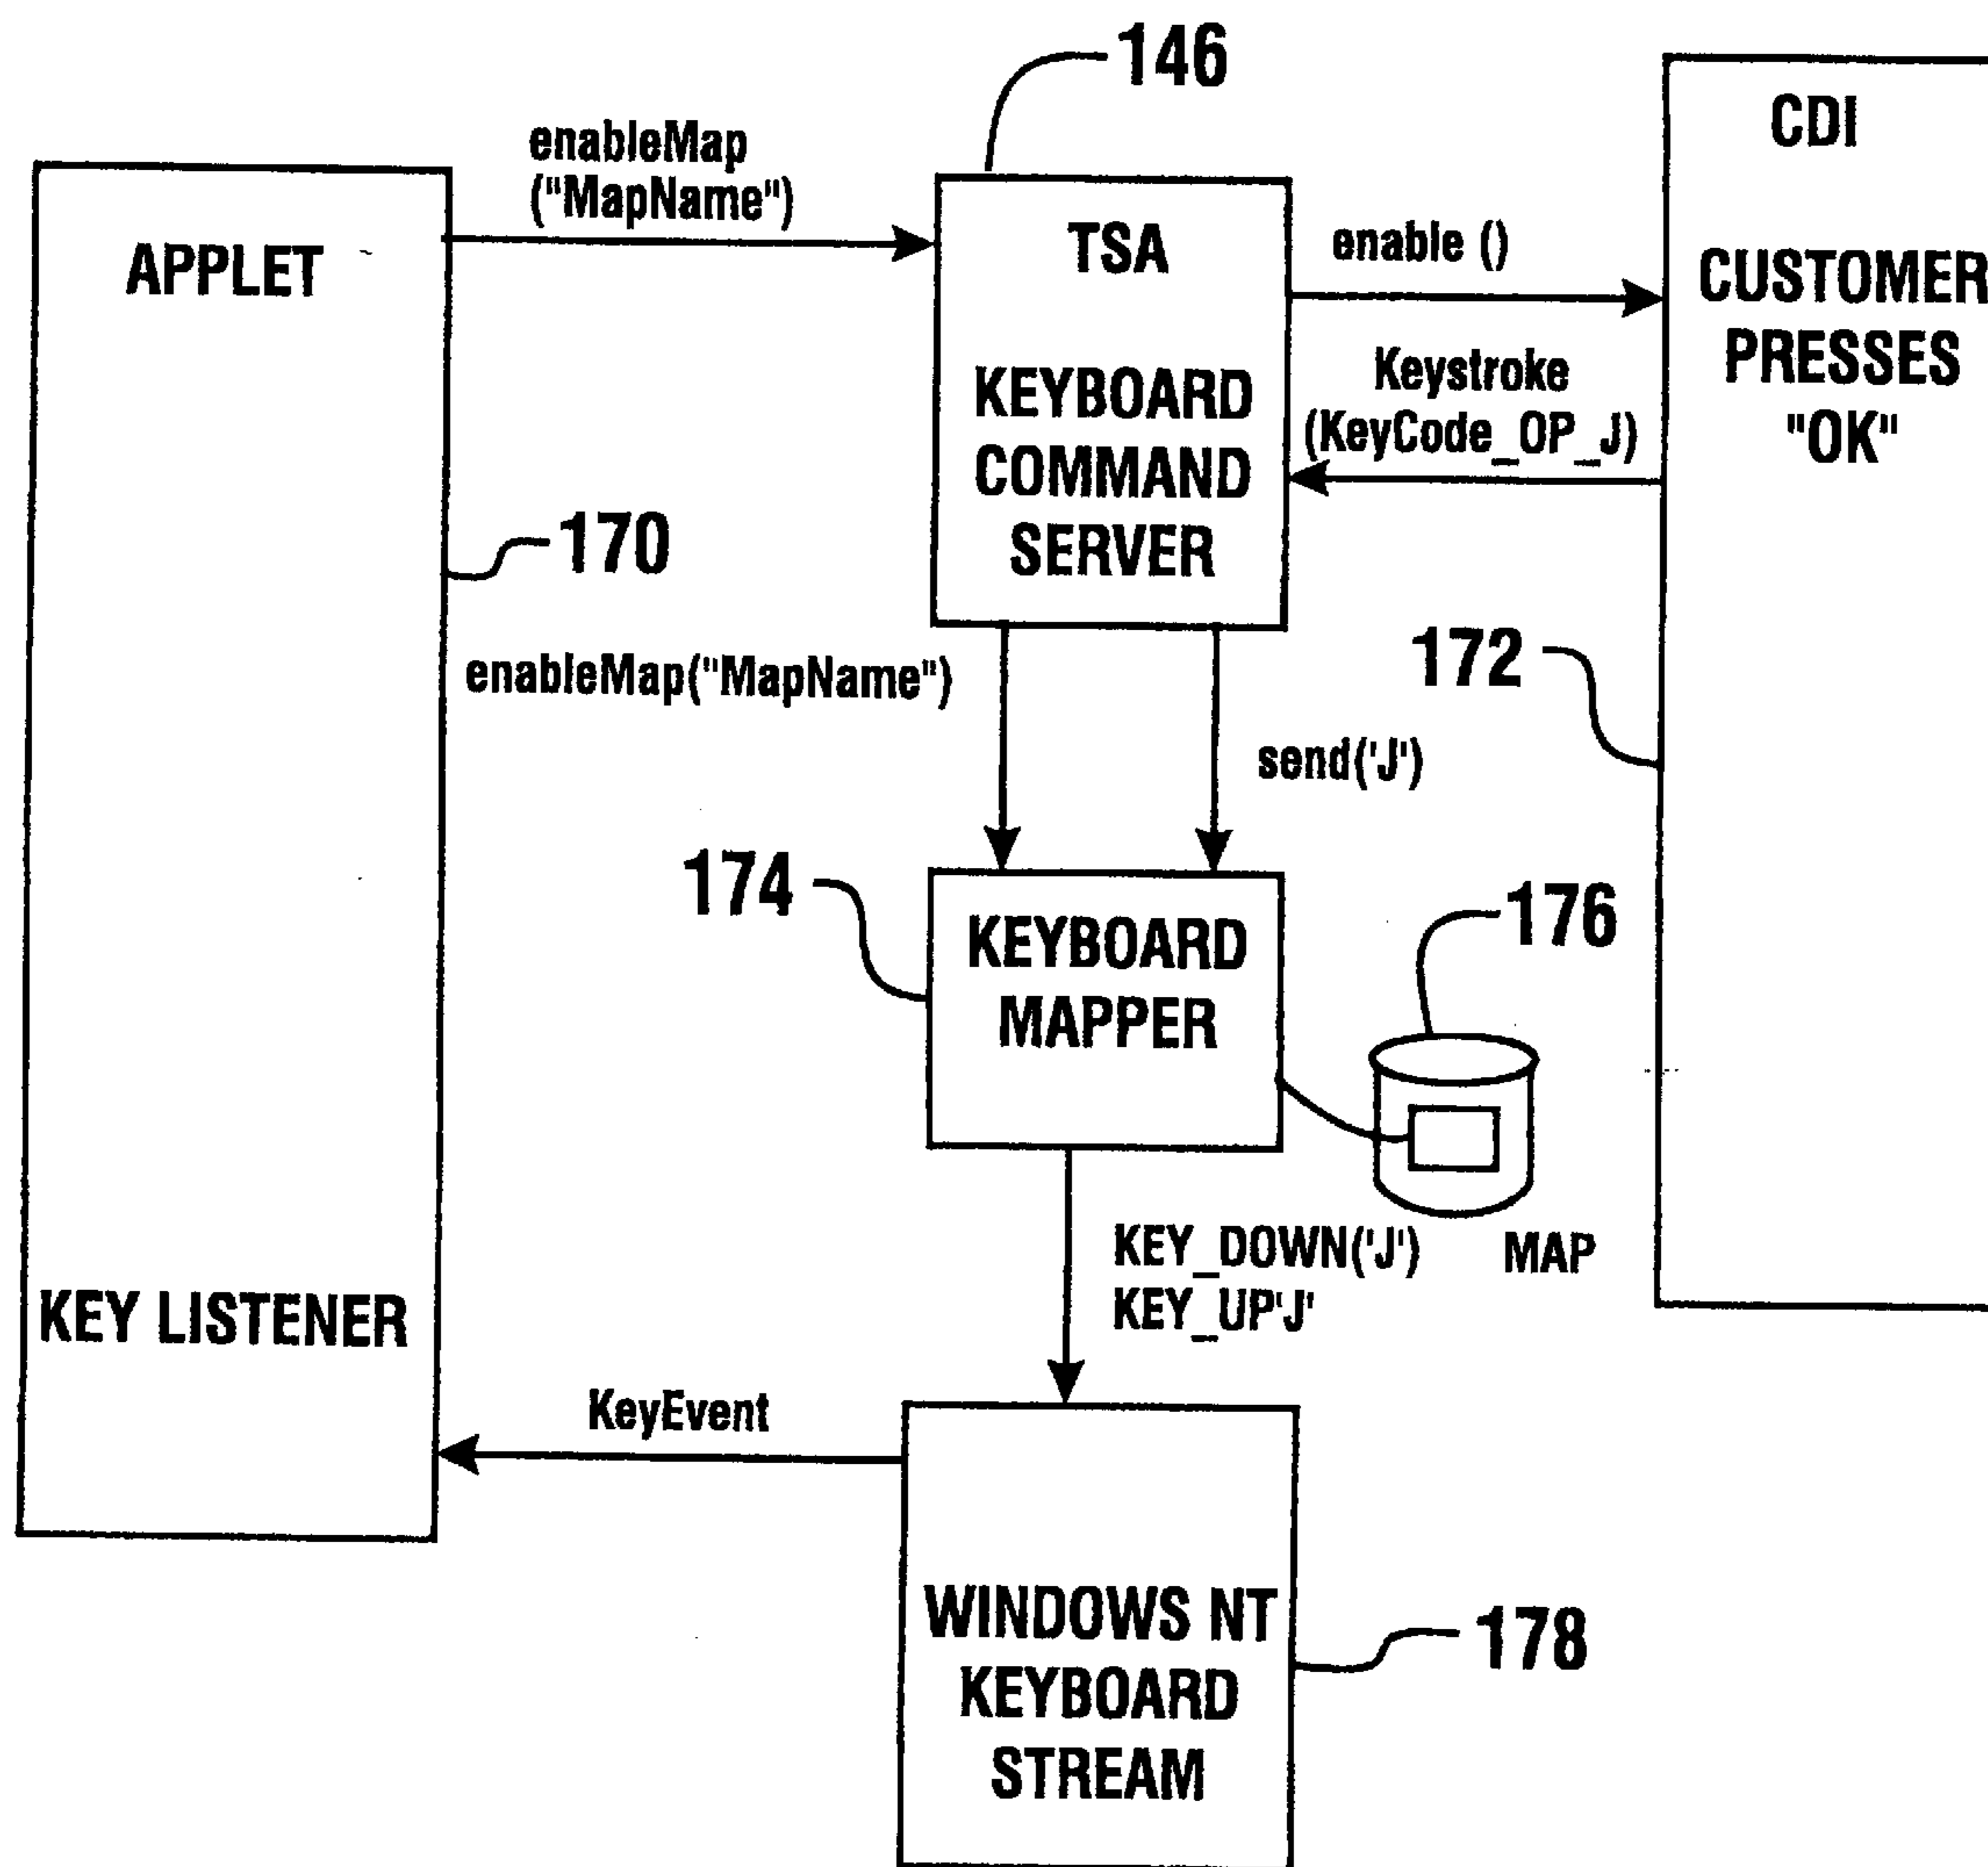 146
CDI
enableMap
("MapName")
APPLET
TSA
enable ()
CUSTOMER
PRESSES
"OK"
Keystroke
(KeyCode_OP_J)
KEYBOARD
COMMAND
SERVER
170
enableMap("MapName")
172
send('J')
174
KEYBOARD
MAPPER
176
KEY_DOWN('J')
KEY_UP'J'
MAP
KEY LISTENER
KeyEvent
WINDOWS NT
KEYBOARD
STREAM
178